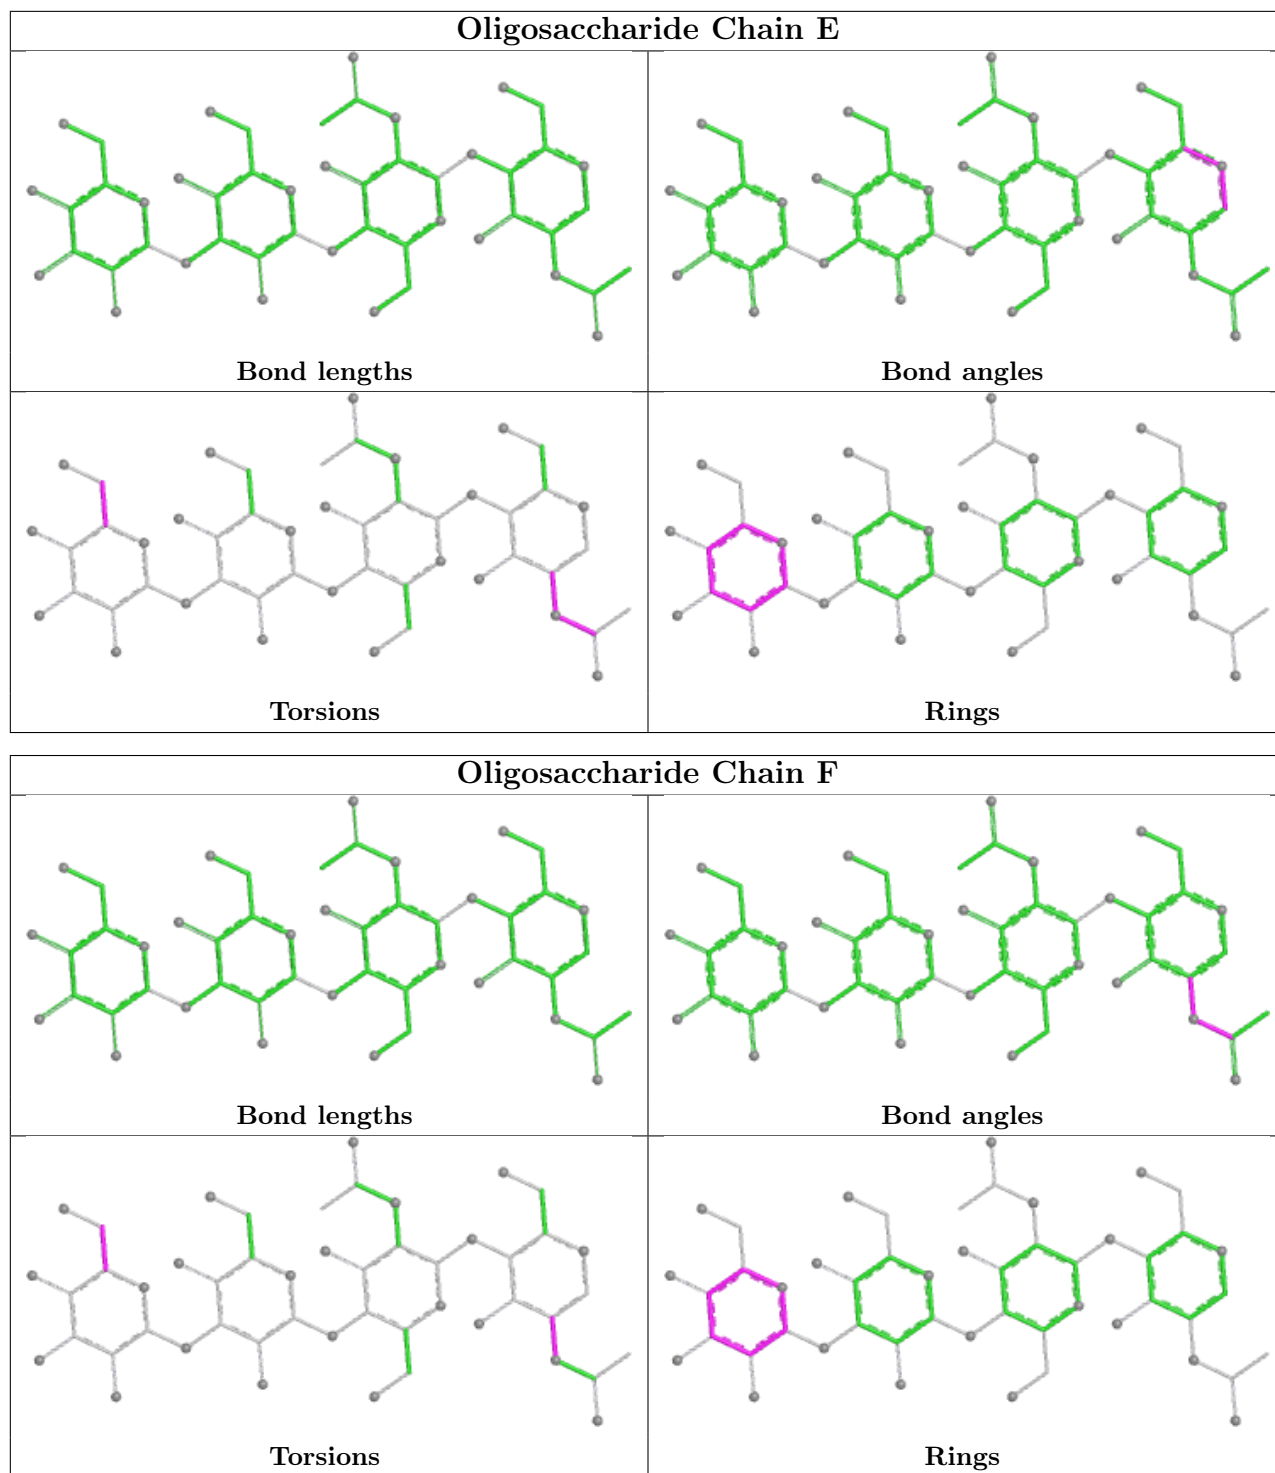 Oligosaccharide Chain E
Bond lengths
Bond angles
Torsions
Rings
Oligosaccharide Chain F
Bond lengths
Bond angles
Torsions
Rings